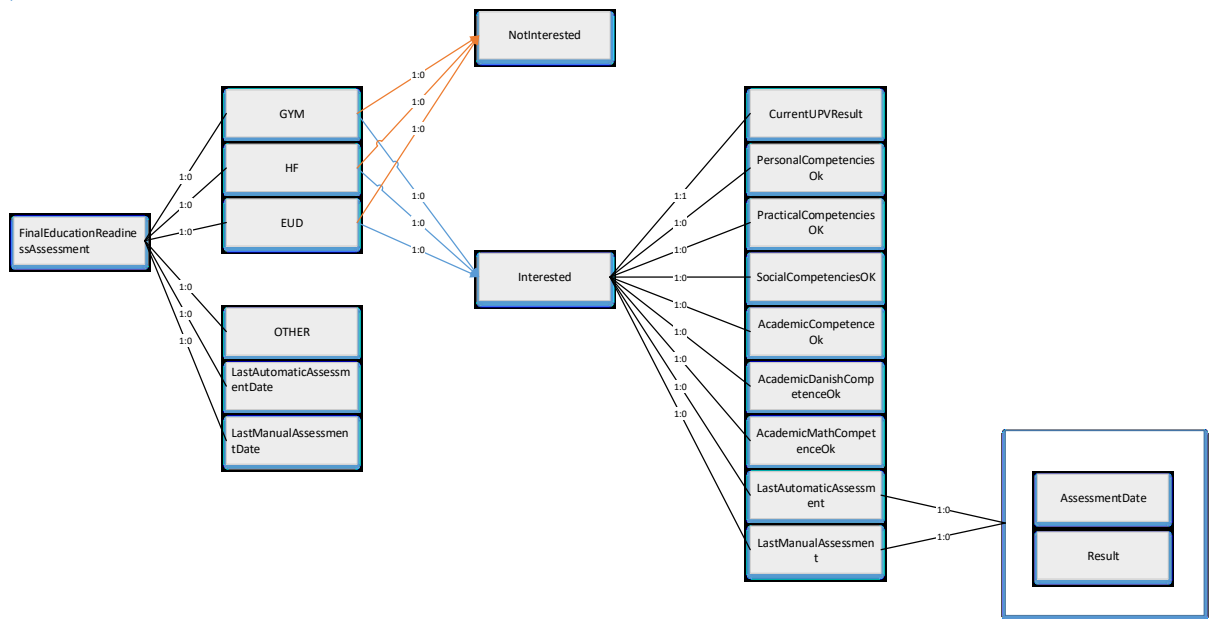 NotInterested
1:0
1:0
1:0
GYM
HF
EUD
1:0
1:0
1:0
FinalEducationReadine
ssAssessment
1:0
1:0
1:0
OTHER
LastAutomaticAssessm
entDate
LastManualAssessmen
tDate
1:0
1:0
1:0
Interested
1:1
1:0
1:0
1:0
1:0
1:0
1:0
1:0
1:0
CurrentUPVResult
PersonalCompetencies
Ok
PracticalCompetencies
OK
SocialCompetenciesOK
AcademicCompetence
Ok
AcademicDanishComp
etenceOk
AcademicMathCompet
enceOk
LastAutomaticAssessm
ent
LastManualAssessmen
t
1:0
1:0
AssessmentDate
Result